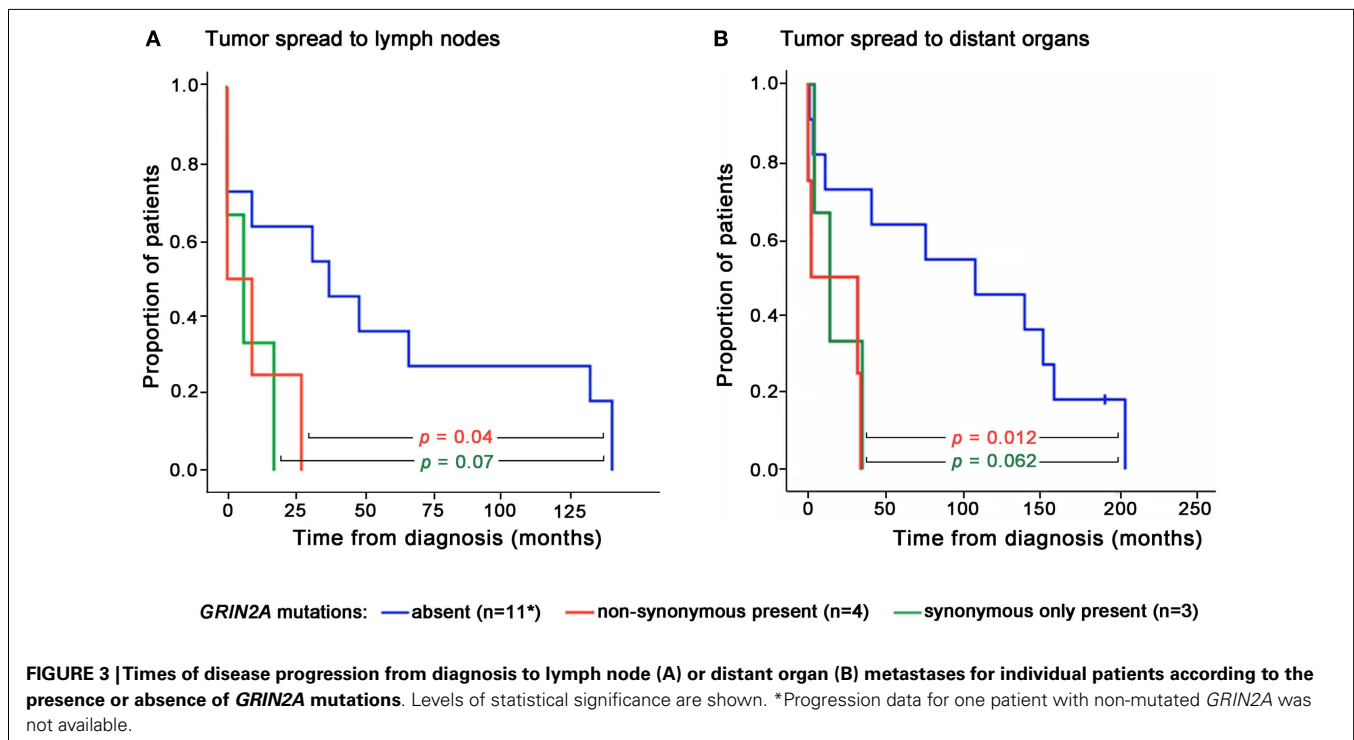 A Tumor spread to lymph nodes
Proportion of patients
1.0
0.8
0.6
0.4
0.2
0.0
p = 0.04
p = 0.07
0 25 50 75 100 125
Time from diagnosis (months)
B Tumor spread to distant organs
Proportion of patients
1.0
0.8
0.6
0.4
0.2
0.0
p = 0.012
p = 0.062
0 50 100 150 200 250
Time from diagnosis (months)
GRIN2A mutations: absent (n=11*) non-synonymous present (n=4) synonymous only present (n=3)
FIGURE 3 | Times of disease progression from diagnosis to lymph node (A) or distant organ (B) metastases for individual patients according to the
presence or absence of GRIN2A mutations. Levels of statistical significance are shown. *Progression data for one patient with non-mutated GRIN2A was
not available.